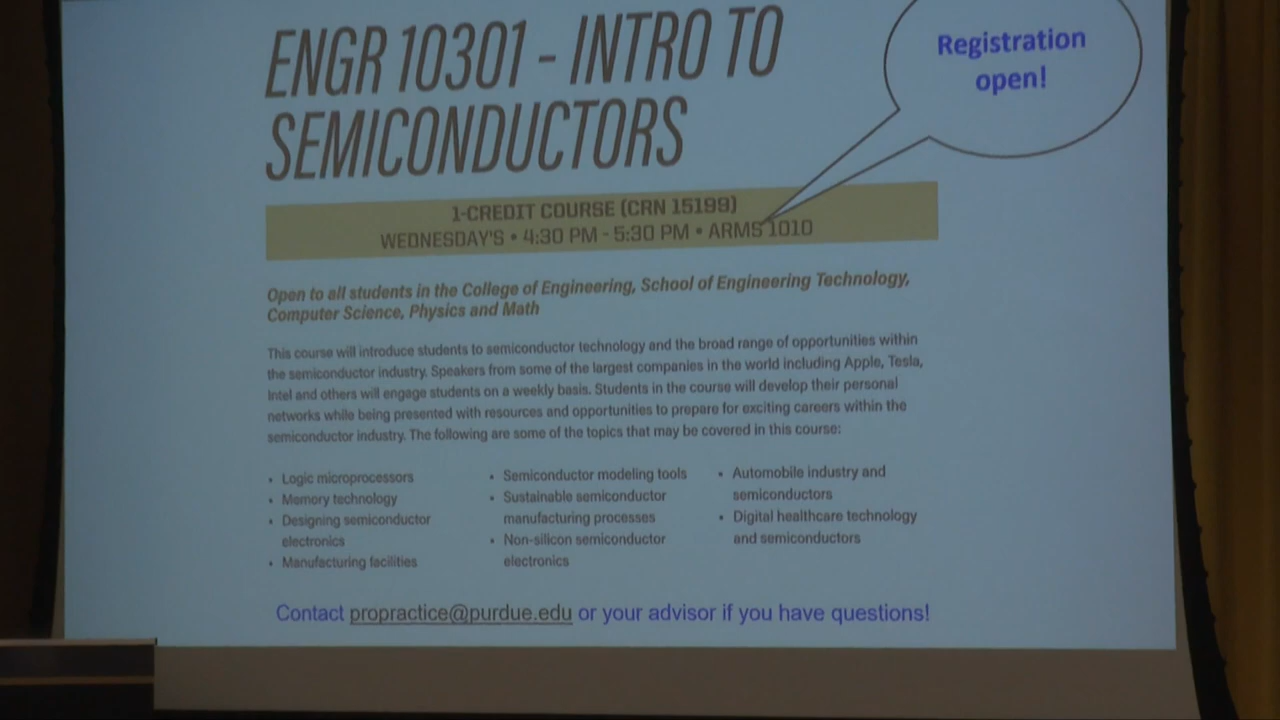 ENGR 10301 - INTRO TO
SEMICONDUCTORS
Registration
open!
1-CREDIT COURSE (CRN 15199)
WEDNESDAY'S • 4:30 PM - 5:30 PM • ARMS 1010
Open to all students in the College of Engineering, School of Engineering Technology,
Computer Science, Physics and Math
This course will introduce students to semiconductor technology and the broad range of opportunities within
the semiconductor industry. Speakers from some of the largest companies in the world including Apple, Tesla,
Intel and others will engage students on a weekly basis. Students in the course will develop their personal
networks while being presented with resources and opportunities to prepare for exciting careers within the
semiconductor industry. The following are some of the topics that may be covered in this course:
• Logic microprocessors
• Memory technology
• Designing semiconductor
electronics
• Manufacturing facilities
• Semiconductor modeling tools
• Sustainable semiconductor
manufacturing processes
• Non-silicon semiconductor
electronics
• Automobile industry and
semiconductors
• Digital healthcare technology
and semiconductors
Contact propractice@purdue.edu or your advisor if you have questions!